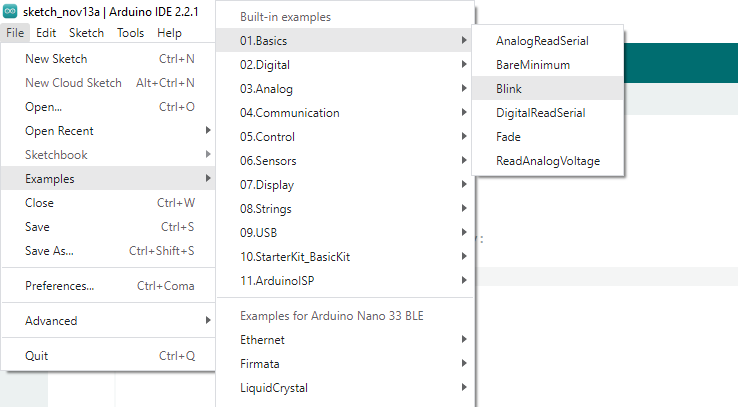 sketch_nov13a | Arduino IDE 2.2.1
File Edit Sketch Tools Help
New Sketch Ctrl+N
New Cloud Sketch Alt+Ctrl+N
Open... Ctrl+O
Open Recent
Sketchbook
Examples
Close Ctrl+W
Save Ctrl+S
Save As... Ctrl+Shift+S
Preferences... Ctrl+Coma
Advanced
Quit Ctrl+Q
Built-in examples
01.Basics
02.Digital
03.Analog
04.Communication
05.Control
06.Sensors
07.Display
08.Strings
09.USB
10.StarterKit_BasicKit
11.ArduinoISP
Examples for Arduino Nano 33 BLE
Ethernet
Firmata
LiquidCrystal
AnalogReadSerial
BareMinimum
Blink
DigitalReadSerial
Fade
ReadAnalogVoltage